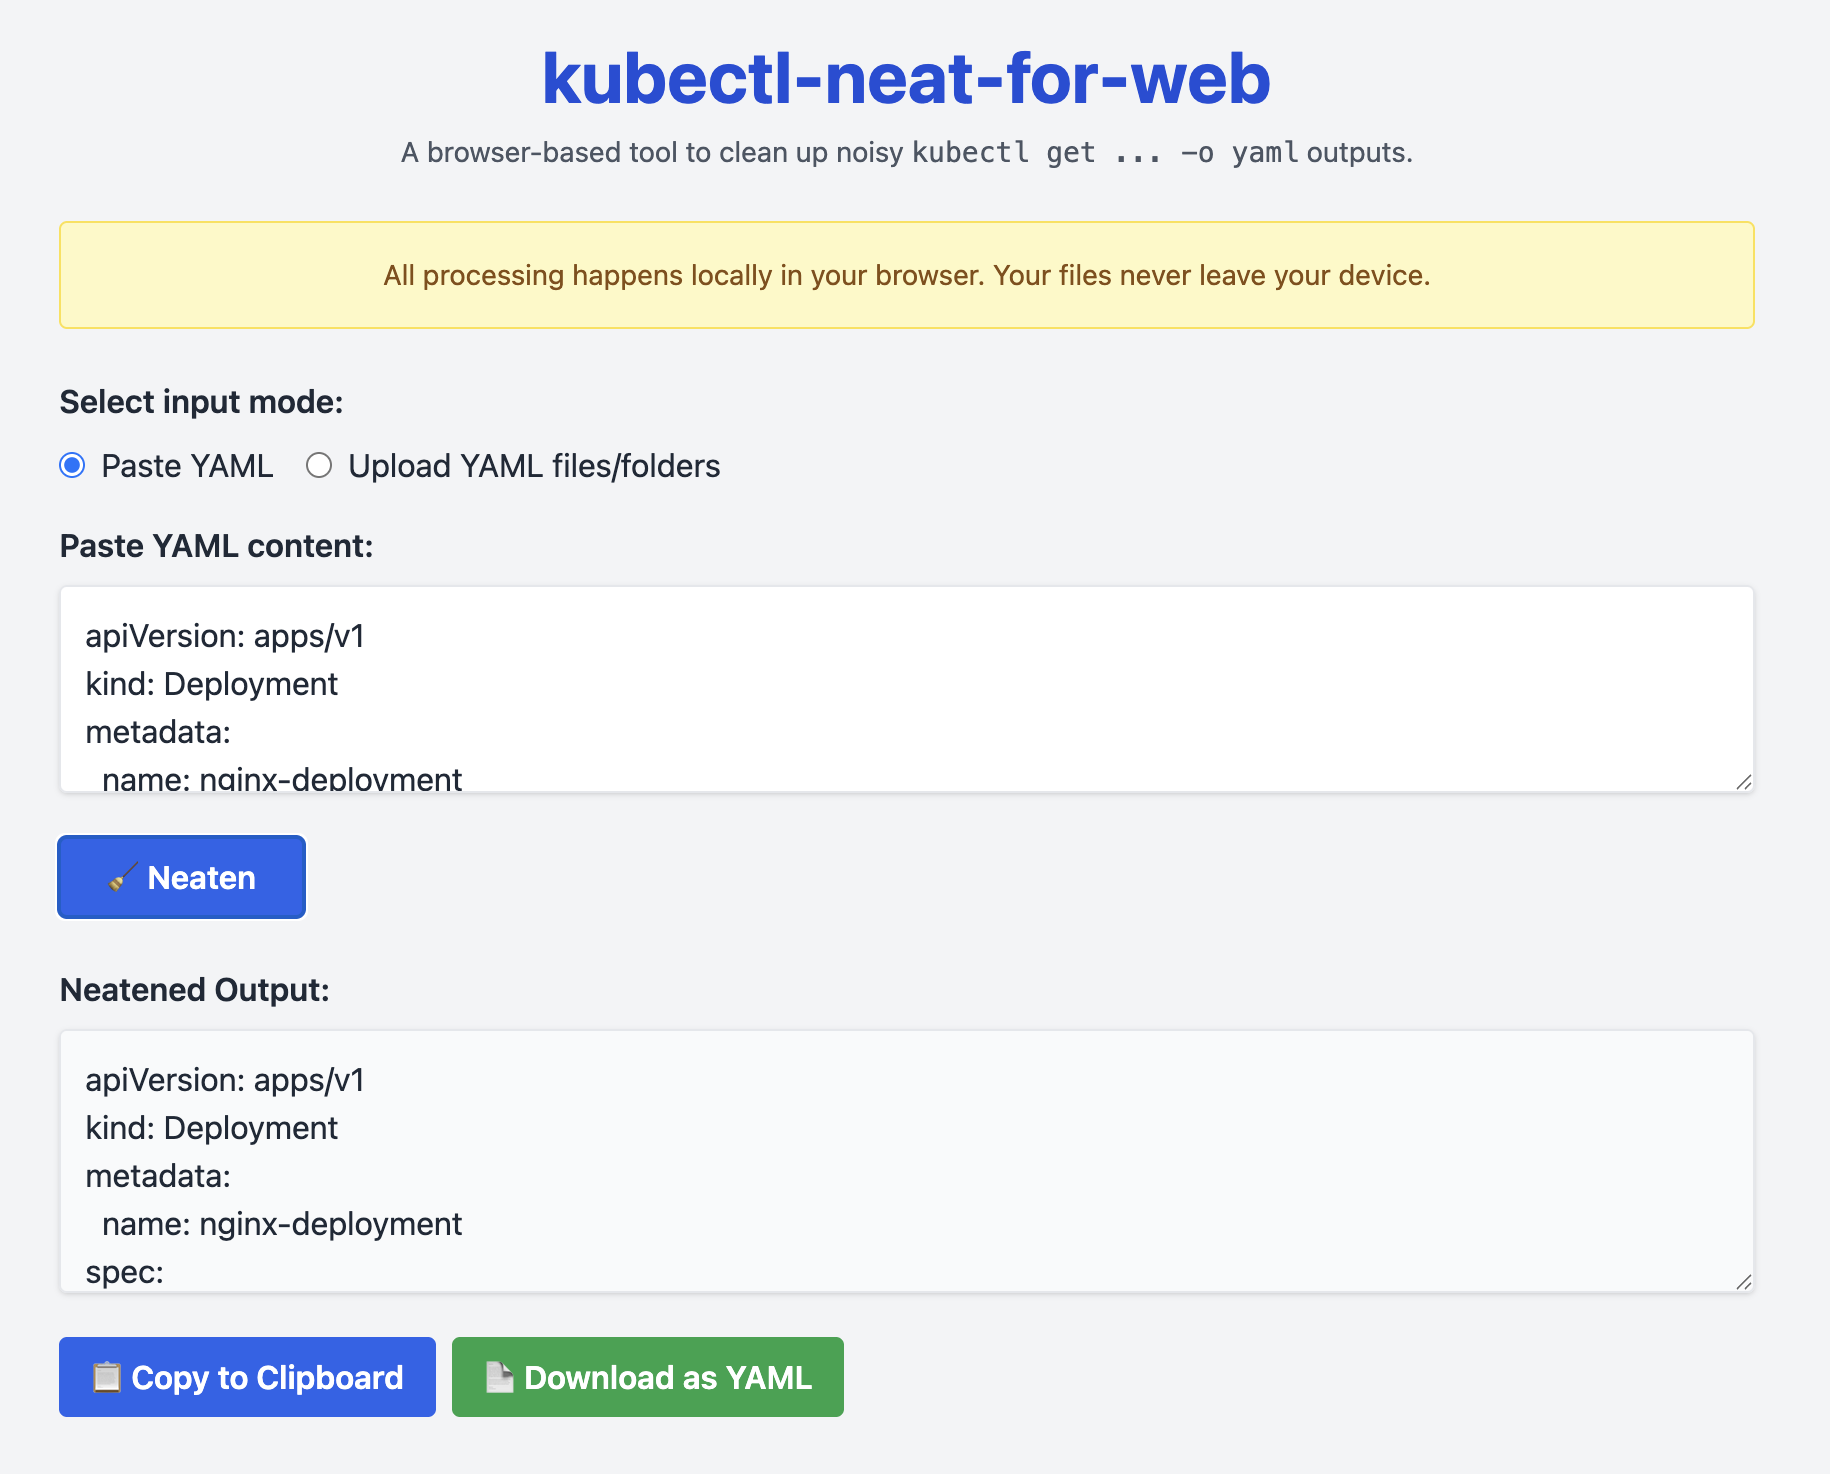 kubectl-neat-for-web
A browser-based tool to clean up noisy kubectl get ... -o yaml outputs.
All processing happens locally in your browser. Your files never leave your device.
Select input mode:
Paste YAML Upload YAML files/folders
Paste YAML content:
apiVersion: apps/v1
kind: Deployment
metadata:
  name: nginx-deployment
Neaten
Neatened Output:
apiVersion: apps/v1
kind: Deployment
metadata:
  name: nginx-deployment
spec:
Copy to Clipboard Download as YAML